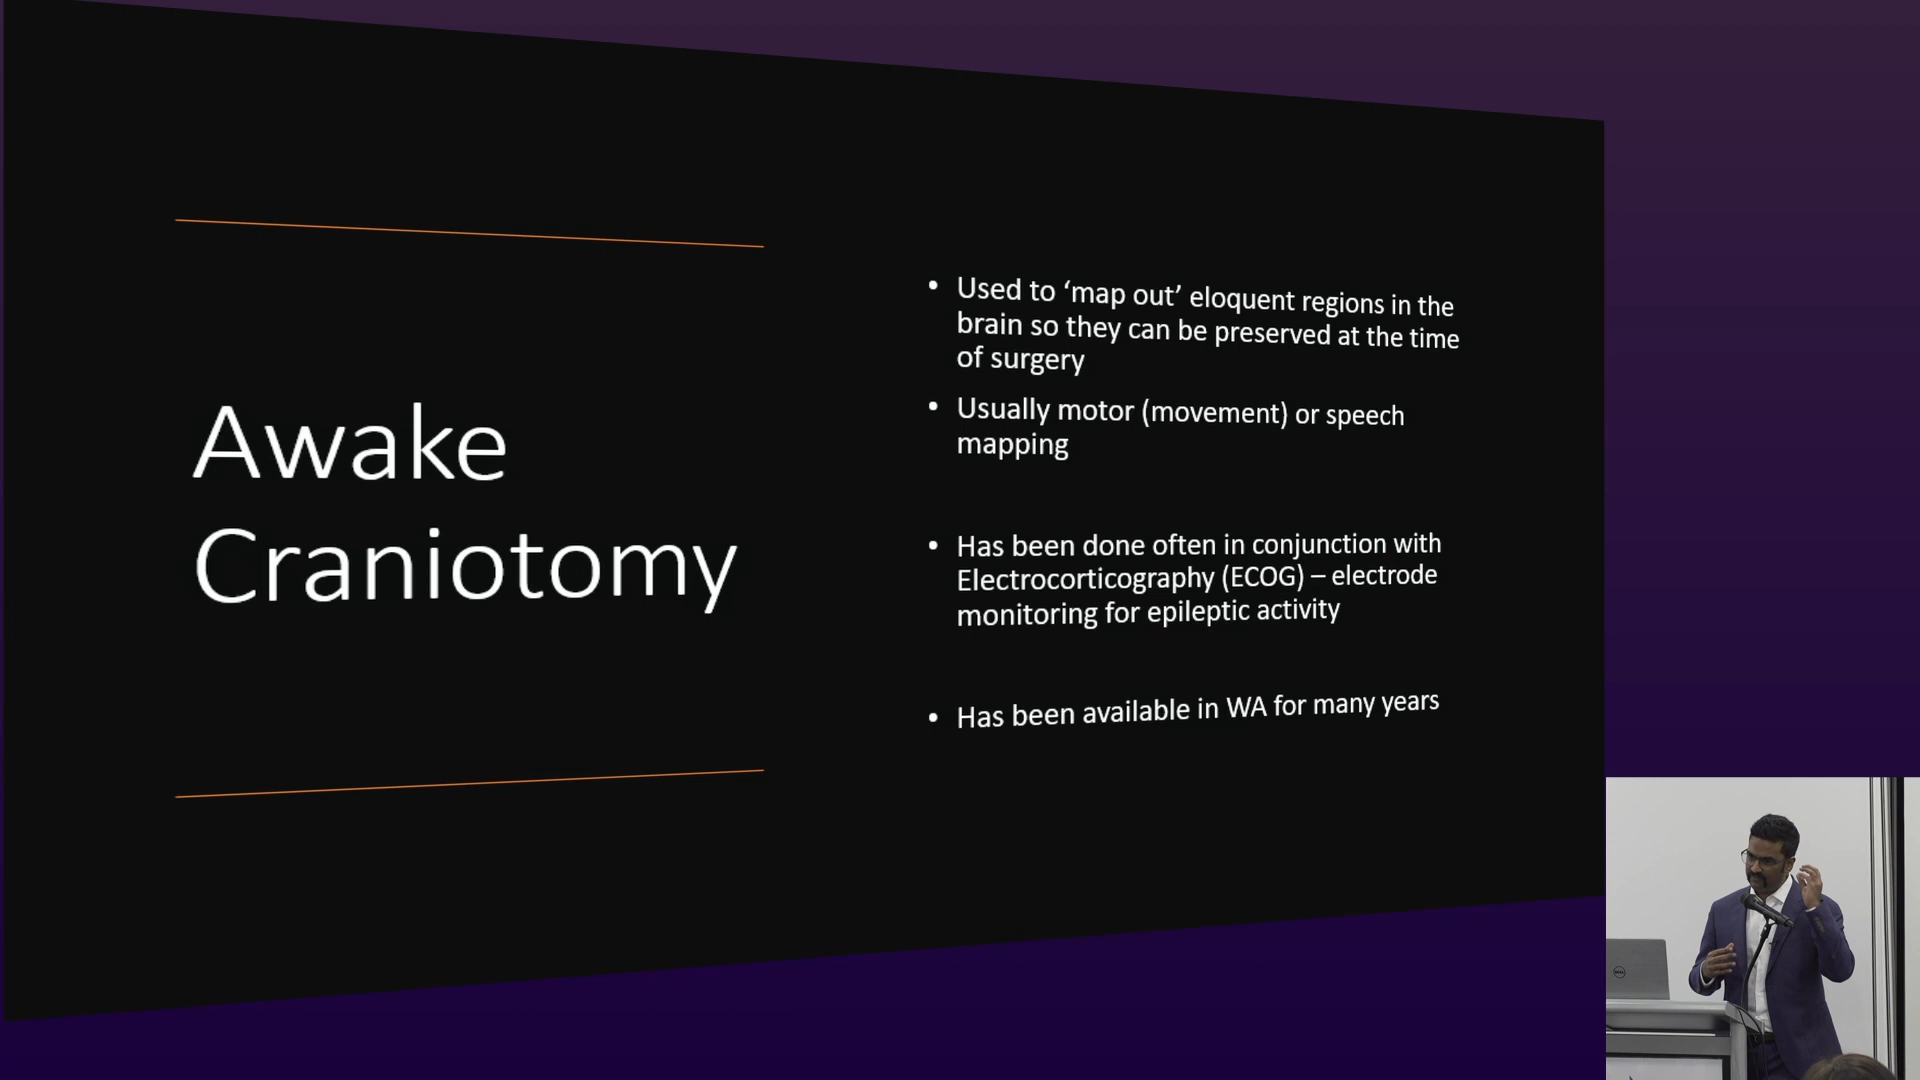 Awake
Craniotomy
• Used to ‘map out’ eloquent regions in the
brain so they can be preserved at the time
of surgery
• Usually motor (movement) or speech
mapping
• Has been done often in conjunction with
Electrocorticography (ECOG) – electrode
monitoring for epileptic activity
• Has been available in WA for many years
DELL